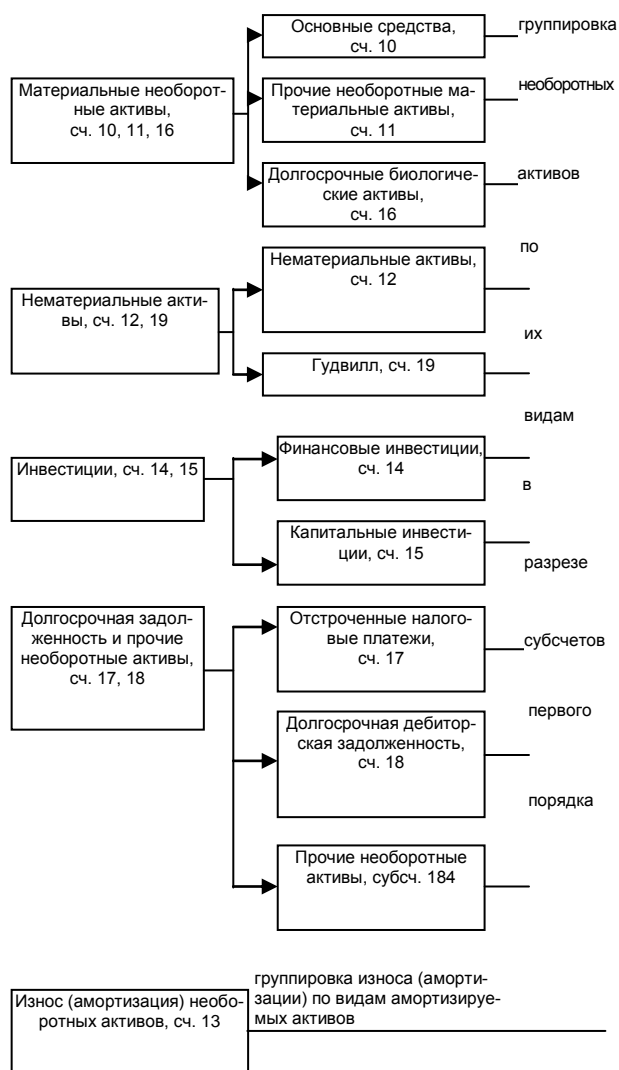 Основные средства,
сч. 10
группировка
Материальные необорот-
ные активы,
сч. 10, 11, 16
Прочие необоротные ма-
териальные активы,
сч. 11
необоротных
Долгосрочные биологиче-
ские активы,
сч. 16
активов
по
Нематериальные акти-
вы, сч. 12, 19
Нематериальные активы,
сч. 12
их
Гудвилл, сч. 19
видам
Инвестиции, сч. 14, 15
Финансовые инвестиции,
сч. 14
в
Капитальные инвести-
ции, сч. 15
разрезе
Долгосрочная задол-
женность и прочие
необоротные активы,
сч. 17, 18
Отстроченные налого-
вые платежи,
сч. 17
субсчетов
первого
Долгосрочная дебитор-
ская задолженность,
сч. 18
порядка
Прочие необоротные
активы, субсч. 184
Износ (амортизация) необо-
ротных активов, сч. 13
группировка износа (аморти-
зации) по видам амортизируе-
мых активов